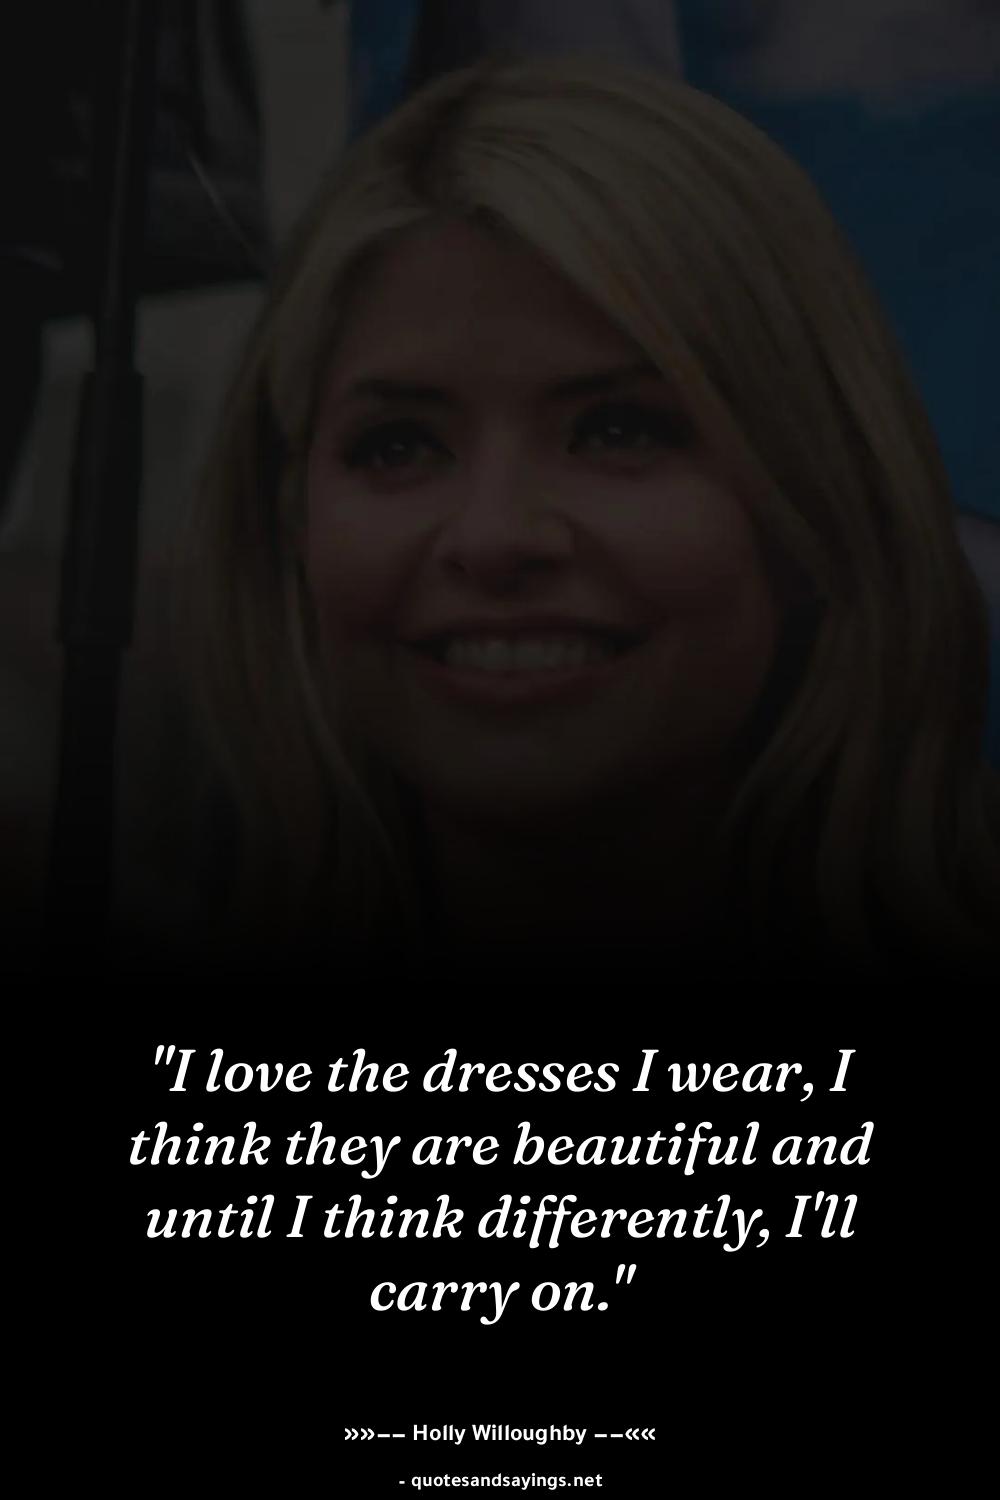 "I love the dresses I wear, I
think they are beautiful and
until I think differently, I'll
carry on."
»»−− Holly Willoughby −−««
- quotesandsayings.net